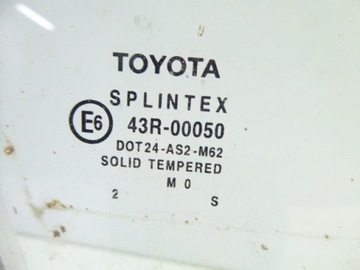 TOYOTA
SPLINTEX
E6 43R-00050
DOT24-AS2-M62
SOLID TEMPERED
M 0
2 S